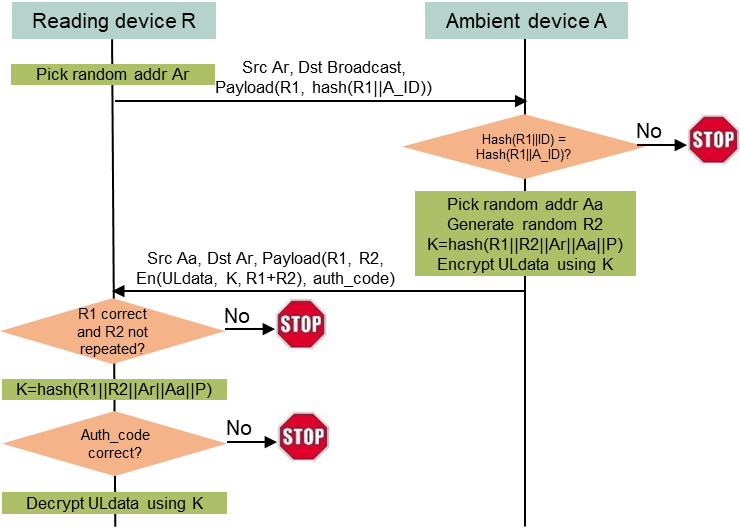 Reading device R
Ambient device A
Pick random addr Ar
Src Ar, Dst Broadcast,
Payload(R1, hash(R1||A_ID))
Hash(R1||ID) =
Hash(R1||A_ID)?
No
STOP
Pick random addr Aa
Generate random R2
K=hash(R1||R2||Ar||Aa||P)
Encrypt ULdata using K
Src Aa, Dst Ar, Payload(R1, R2,
En(ULdata, K, R1+R2), auth_code)
R1 correct
and R2 not
repeated?
No
STOP
K=hash(R1||R2||Ar||Aa||P)
Auth_code
correct?
No
STOP
Decrypt ULdata using K